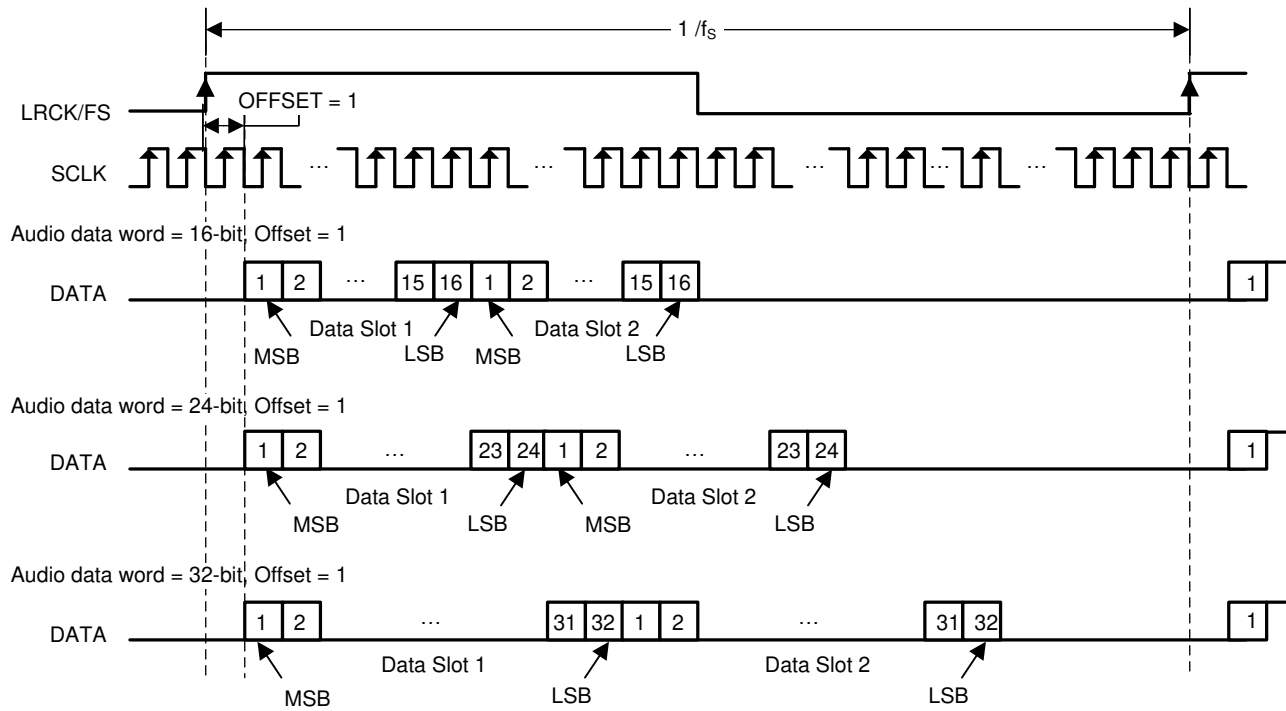 1 /fS
LRCK/FS
OFFSET = 1
SCLK
... ... ... ... ...
Audio data word = 16-bit, Offset = 1
DATA
1 2 ... 15 16 1 2 ... 15 16 1
Data Slot 1 Data Slot 2
MSB LSB MSB LSB
Audio data word = 24-bit, Offset = 1
DATA
1 2 ... 23 24 1 2 ... 23 24 1
Data Slot 1 Data Slot 2
MSB LSB MSB LSB
Audio data word = 32-bit, Offset = 1
DATA
1 2 ... 31 32 1 2 ... 31 32 1
Data Slot 1 Data Slot 2
MSB LSB LSB